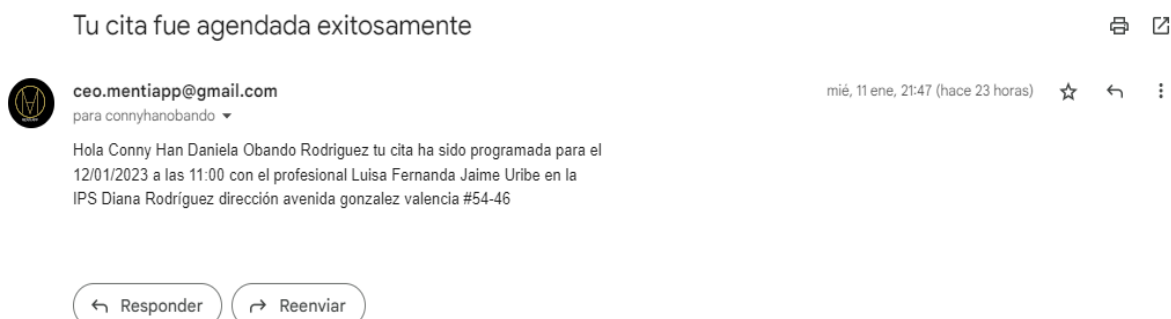 Tu cita fue agendada exitosamente
ceo.mentiapp@gmail.com
mié, 11 ene, 21:47 (hace 23 horas)
para connyhanobando
Hola Conny Han Daniela Obando Rodriguez tu cita ha sido programada para el
12/01/2023 a las 11:00 con el profesional Luisa Fernanda Jaime Uribe en la
IPS Diana Rodríguez dirección avenida gonzalez valencia #54-46
Responder
Reenviar